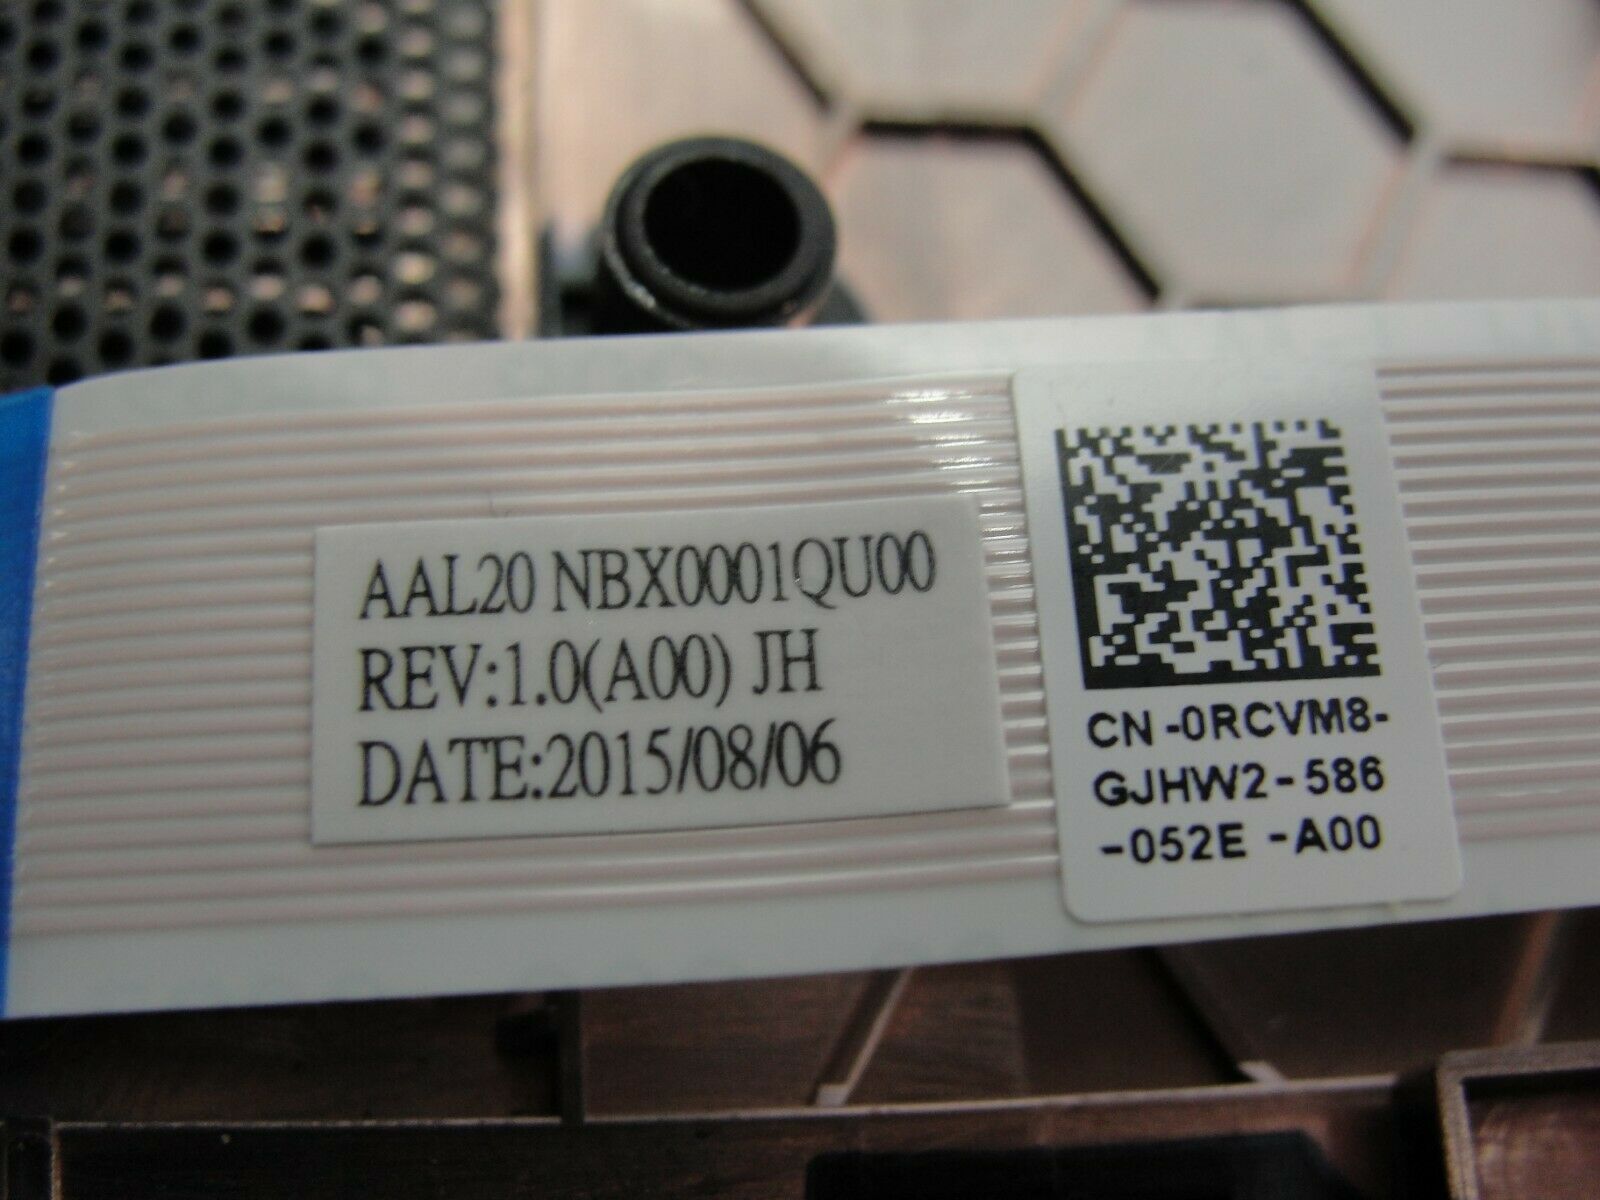 AAL20 NBX0001QU00
REV:1.0(A00) JH
DATE:2015/08/06
CN -0RCVM8-
GJHW2-586
-052E -A00